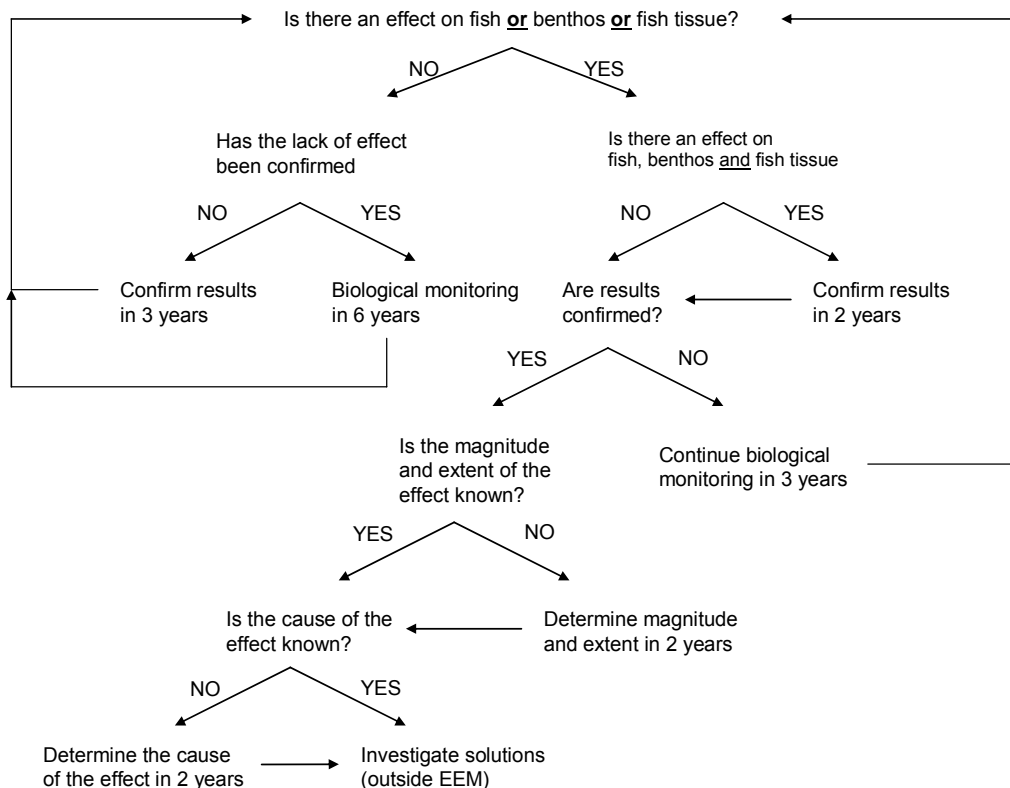 Is there an effect on fish or benthos or fish tissue?
NO
YES
Has the lack of effect
been confirmed
Is there an effect on
fish, benthos and fish tissue
NO
YES
NO
YES
Confirm results
in 3 years
Biological monitoring
in 6 years
Are results
confirmed?
Confirm results
in 2 years
YES
NO
Is the magnitude
and extent of the
effect known?
Continue biological
monitoring in 3 years
YES
NO
Is the cause of the
effect known?
Determine magnitude
and extent in 2 years
NO
YES
Determine the cause
of the effect in 2 years
Investigate solutions
(outside EEM)